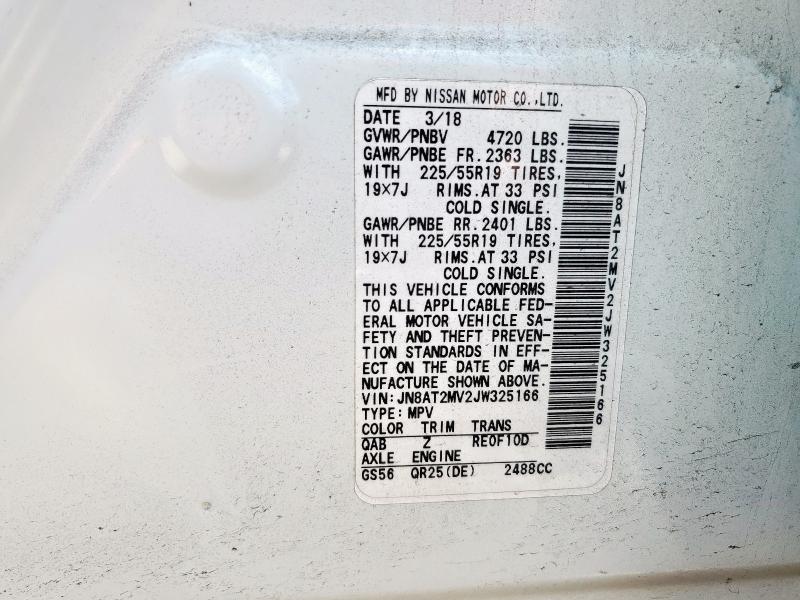 MFD BY NISSAN MOTOR CO.,LTD.
DATE 3/18
GVWR/PNBV 4720 LBS.
GAWR/PNBE FR. 2363 LBS.
WITH 225/55R19 TIRES,
19×7J RIMS.AT 33 PSI
COLD SINGLE.
GAWR/PNBE RR. 2401 LBS.
WITH 225/55R19 TIRES,
19×7J RIMS.AT 33 PSI
COLD SINGLE.
THIS VEHICLE CONFORMS
TO ALL APPLICABLE FED-
ERAL MOTOR VEHICLE SA-
FETY AND THEFT PREVEN-
TION STANDARDS IN EFF-
ECT ON THE DATE OF MA-
NUFACTURE SHOWN ABOVE.
VIN:JN8AT2MV2JW325166
TYPE:MPV
COLOR TRIM TRANS
QAB Z RE0F10D
AXLE ENGINE
GS56 QR25(DE) 2488CC
JN8AT2MV2JW325166